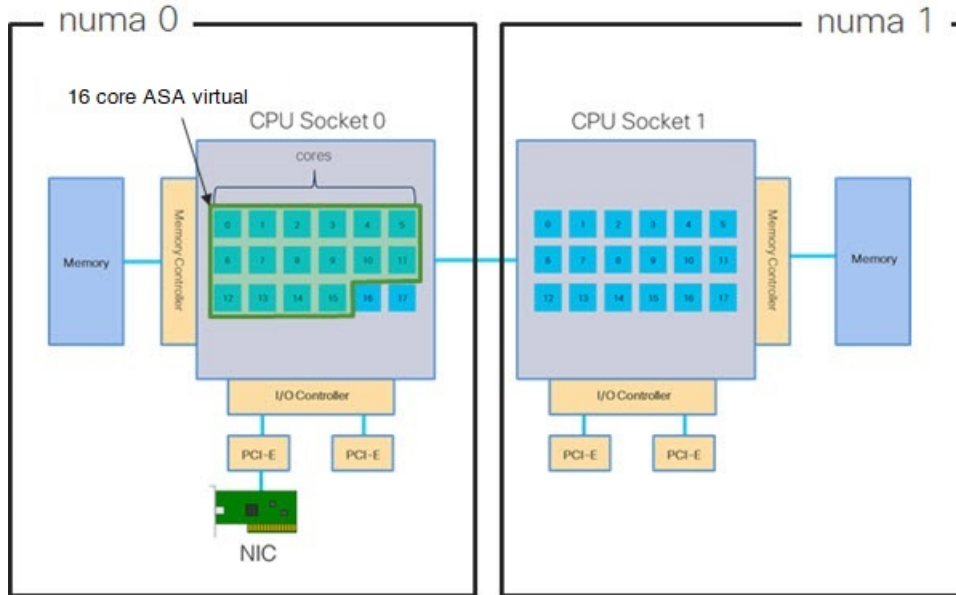 numa 0
numa 1
16 core ASA virtual
CPU Socket 0
CPU Socket 1
cores
Memory
Memory Controller
0 1 2 3 4 5
6 7 8 9 10 11
12 13 14 15 16 17
0 1 2 3 4 5
6 7 8 9 10 11
12 13 14 15 16 17
Memory Controller
Memory
I/O Controller
I/O Controller
PCI-E
PCI-E
PCI-E
PCI-E
NIC